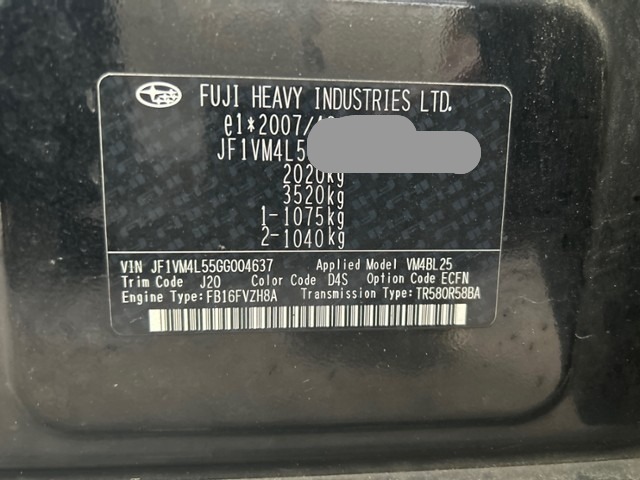 FUJI HEAVY INDUSTRIES LTD.
e1*2007/
JF1VM4L5
2020kg
3520kg
1-1075kg
2-1040kg
VIN JF1VM4L55GG004637 Applied Model VM4BL25
Trim Code J20 Color Code D4S Option Code ECFN
Engine Type:FB16FVZH8A Transmission Type:TR580R58BA